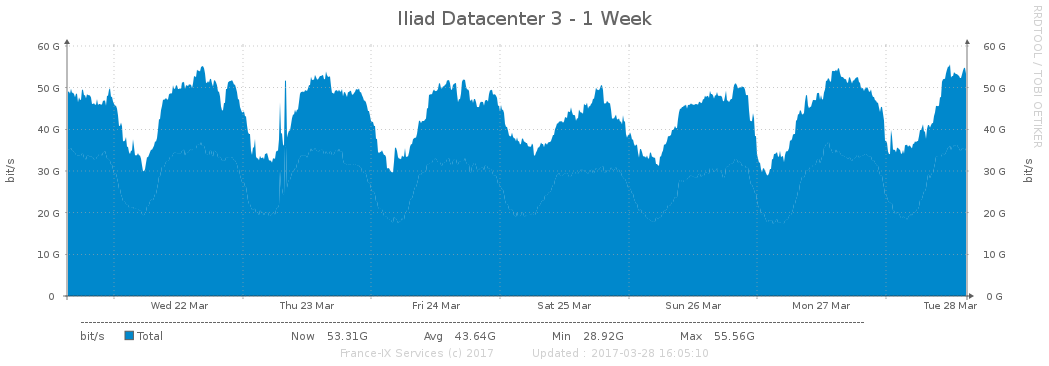 Iliad Datacenter 3 - 1 Week
RRDTOOL / TOBI OETIKER
60 G 60 G
50 G 50 G
40 G 40 G
30 G 30 G
20 G 20 G
10 G 10 G
0 0 G
bit/s bit/s
Wed 22 Mar Thu 23 Mar Fri 24 Mar Sat 25 Mar Sun 26 Mar Mon 27 Mar Tue 28 Mar
bit/s Total Now 53.31G Avg 43.64G Min 28.92G Max 55.56G
France-IX Services (c) 2017 Updated : 2017-03-28 16:05:10